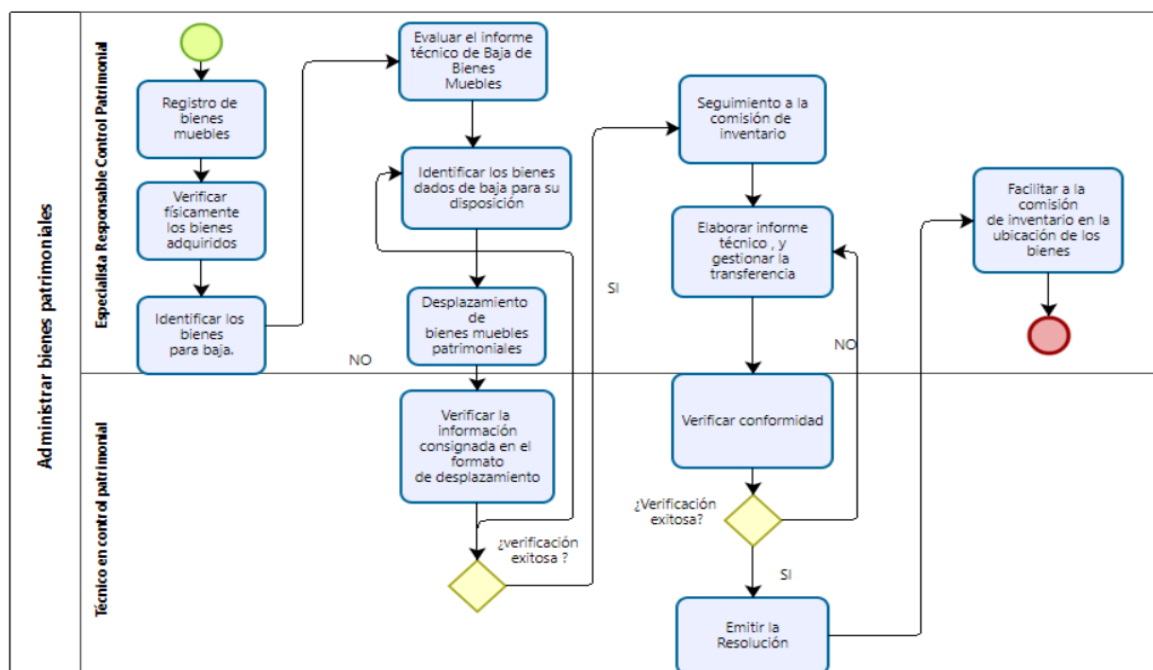 Administrar bienes patrimoniales
Especialista Responsable Control Patrimonial
Registro de
bienes
muebles
Verificar
físicamente
los bienes
adquiridos
Identificar los
bienes
para baja.
Evaluar el informe
técnico de Baja de
Bienes
Muebles
Identificar los bienes
dados de baja para su
disposición
Desplazamiento
de
bienes muebles
patrimoniales
NO
Seguimiento a la
comisión de
inventario
Elaborar informe
técnico , y
gestionar la
transferencia
SI
NO
Facilitar a la
comisión
de inventario en la
ubicación de los
bienes
Técnico en control patrimonial
Verificar la
información
consignada en el
formato
de desplazamiento
¿verificación
exitosa ?
Verificar conformidad
¿Verificación
exitosa?
SI
Emitir la
Resolución